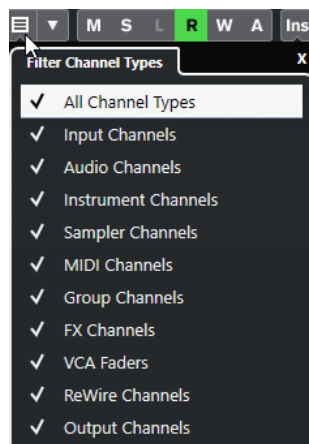 M S L R W A Ins
Filter Channel Types X
All Channel Types
Input Channels
Audio Channels
Instrument Channels
Sampler Channels
MIDI Channels
Group Channels
FX Channels
VCA Faders
ReWire Channels
Output Channels